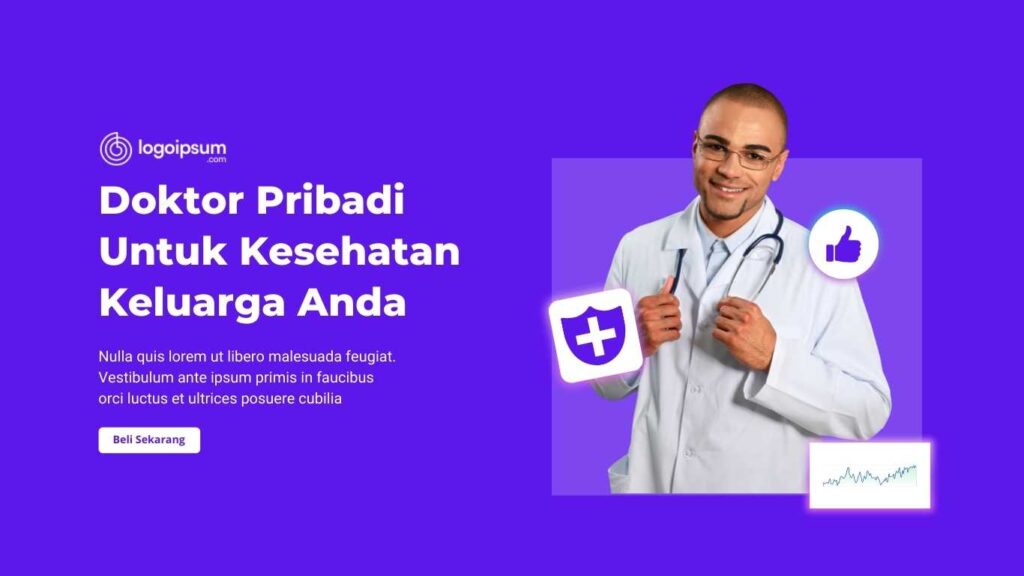 logoipsum
.com
Doktor Pribadi
Untuk Kesehatan
Keluarga Anda
Nulla quis lorem ut libero malesuada feugiat.
Vestibulum ante ipsum primis in faucibus
orci luctus et ultrices posuere cubilia
Beli Sekarang